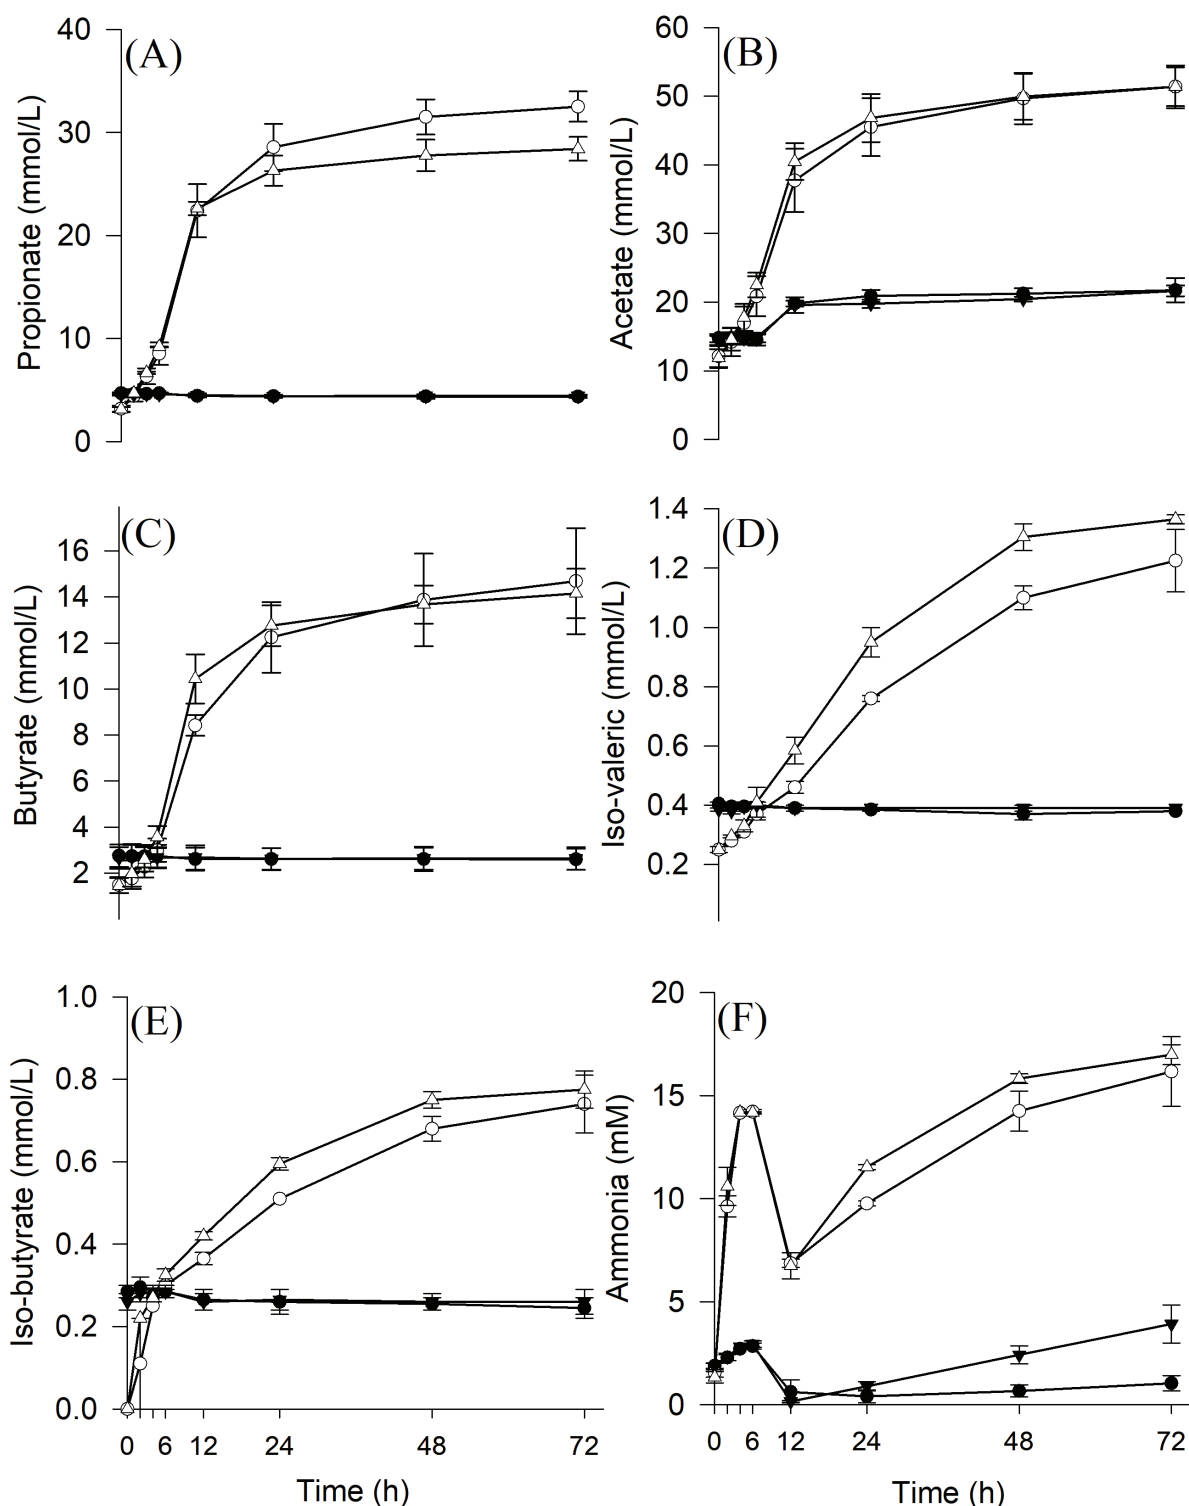 (A)
Propionate (mmol/L)
40
30
20
10
0
(B)
Acetate (mmol/L)
60
50
40
30
20
10
0
(C)
Butyrate (mmol/L)
16
14
12
10
8
6
4
2
(D)
Iso-valeric (mmol/L)
1.4
1.2
1.0
0.8
0.6
0.4
0.2
(E)
Iso-butyrate (mmol/L)
1.0
0.8
0.6
0.4
0.2
0.0
0 6 12 24 48 72
Time (h)
(F)
Ammonia (mM)
20
15
10
5
0
0 6 12 24 48 72
Time (h)